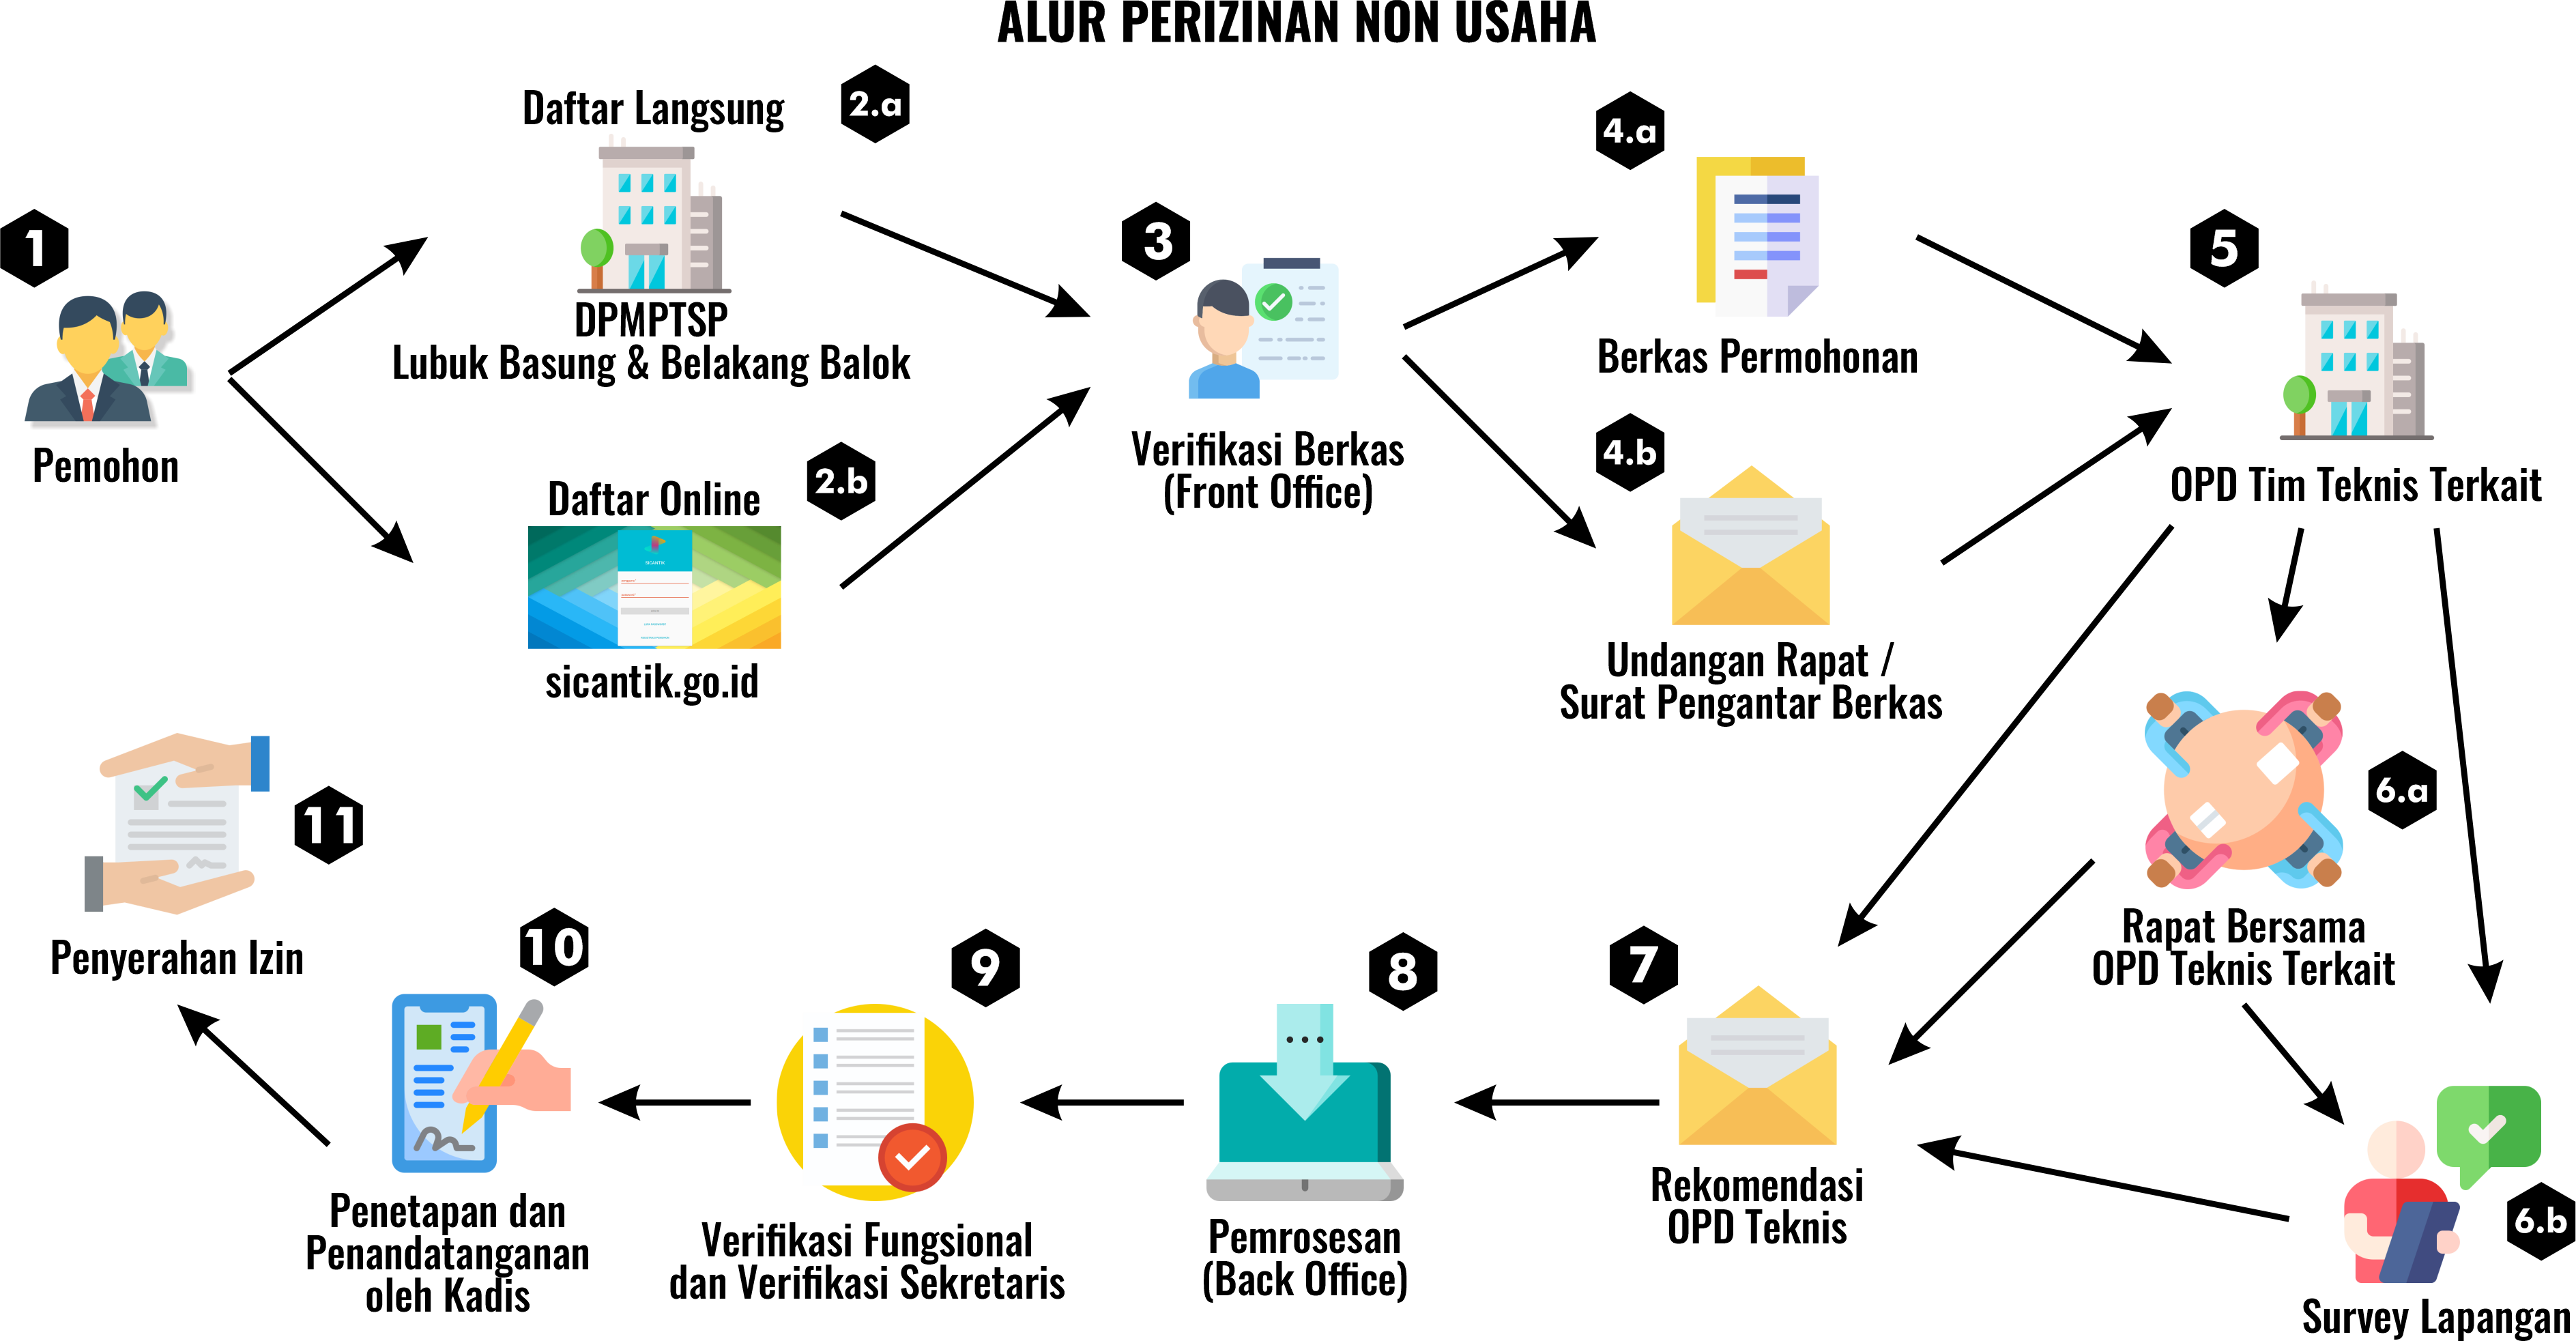 ALUR PERIZINAN NON USAHA
1
Pemohon
2.a
Daftar Langsung
DPMPTSP
Lubuk Basung & Belakang Balok
2.b
Daftar Online
SICANTIK
sicantik.go.id
3
Verifikasi Berkas
(Front Office)
4.a
Berkas Permohonan
4.b
Undangan Rapat /
Surat Pengantar Berkas
5
OPD Tim Teknis Terkait
6.a
Rapat Bersama
OPD Teknis Terkait
6.b
Survey Lapangan
7
Rekomendasi
OPD Teknis
8
Pemrosesan
(Back Office)
9
Verifikasi Fungsional
dan Verifikasi Sekretaris
10
Penetapan dan
Penandatanganan
oleh Kadis
11
Penyerahan Izin